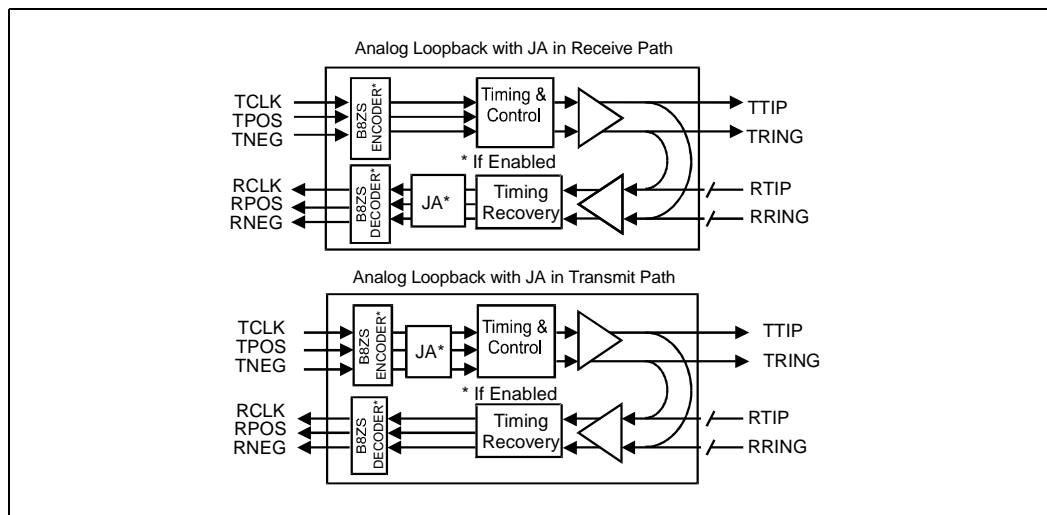 Analog Loopback with JA in Receive Path
TCLK
TPOS
TNEG
B8ZS
ENCODER*
Timing &
Control
TTIP
TRING
* If Enabled
RCLK
RPOS
RNEG
B8ZS
DECODER*
JA*
Timing
Recovery
RTIP
RRING
Analog Loopback with JA in Transmit Path
TCLK
TPOS
TNEG
B8ZS
ENCODER*
JA*
Timing &
Control
TTIP
TRING
* If Enabled
RCLK
RPOS
RNEG
B8ZS
DECODER*
Timing
Recovery
RTIP
RRING